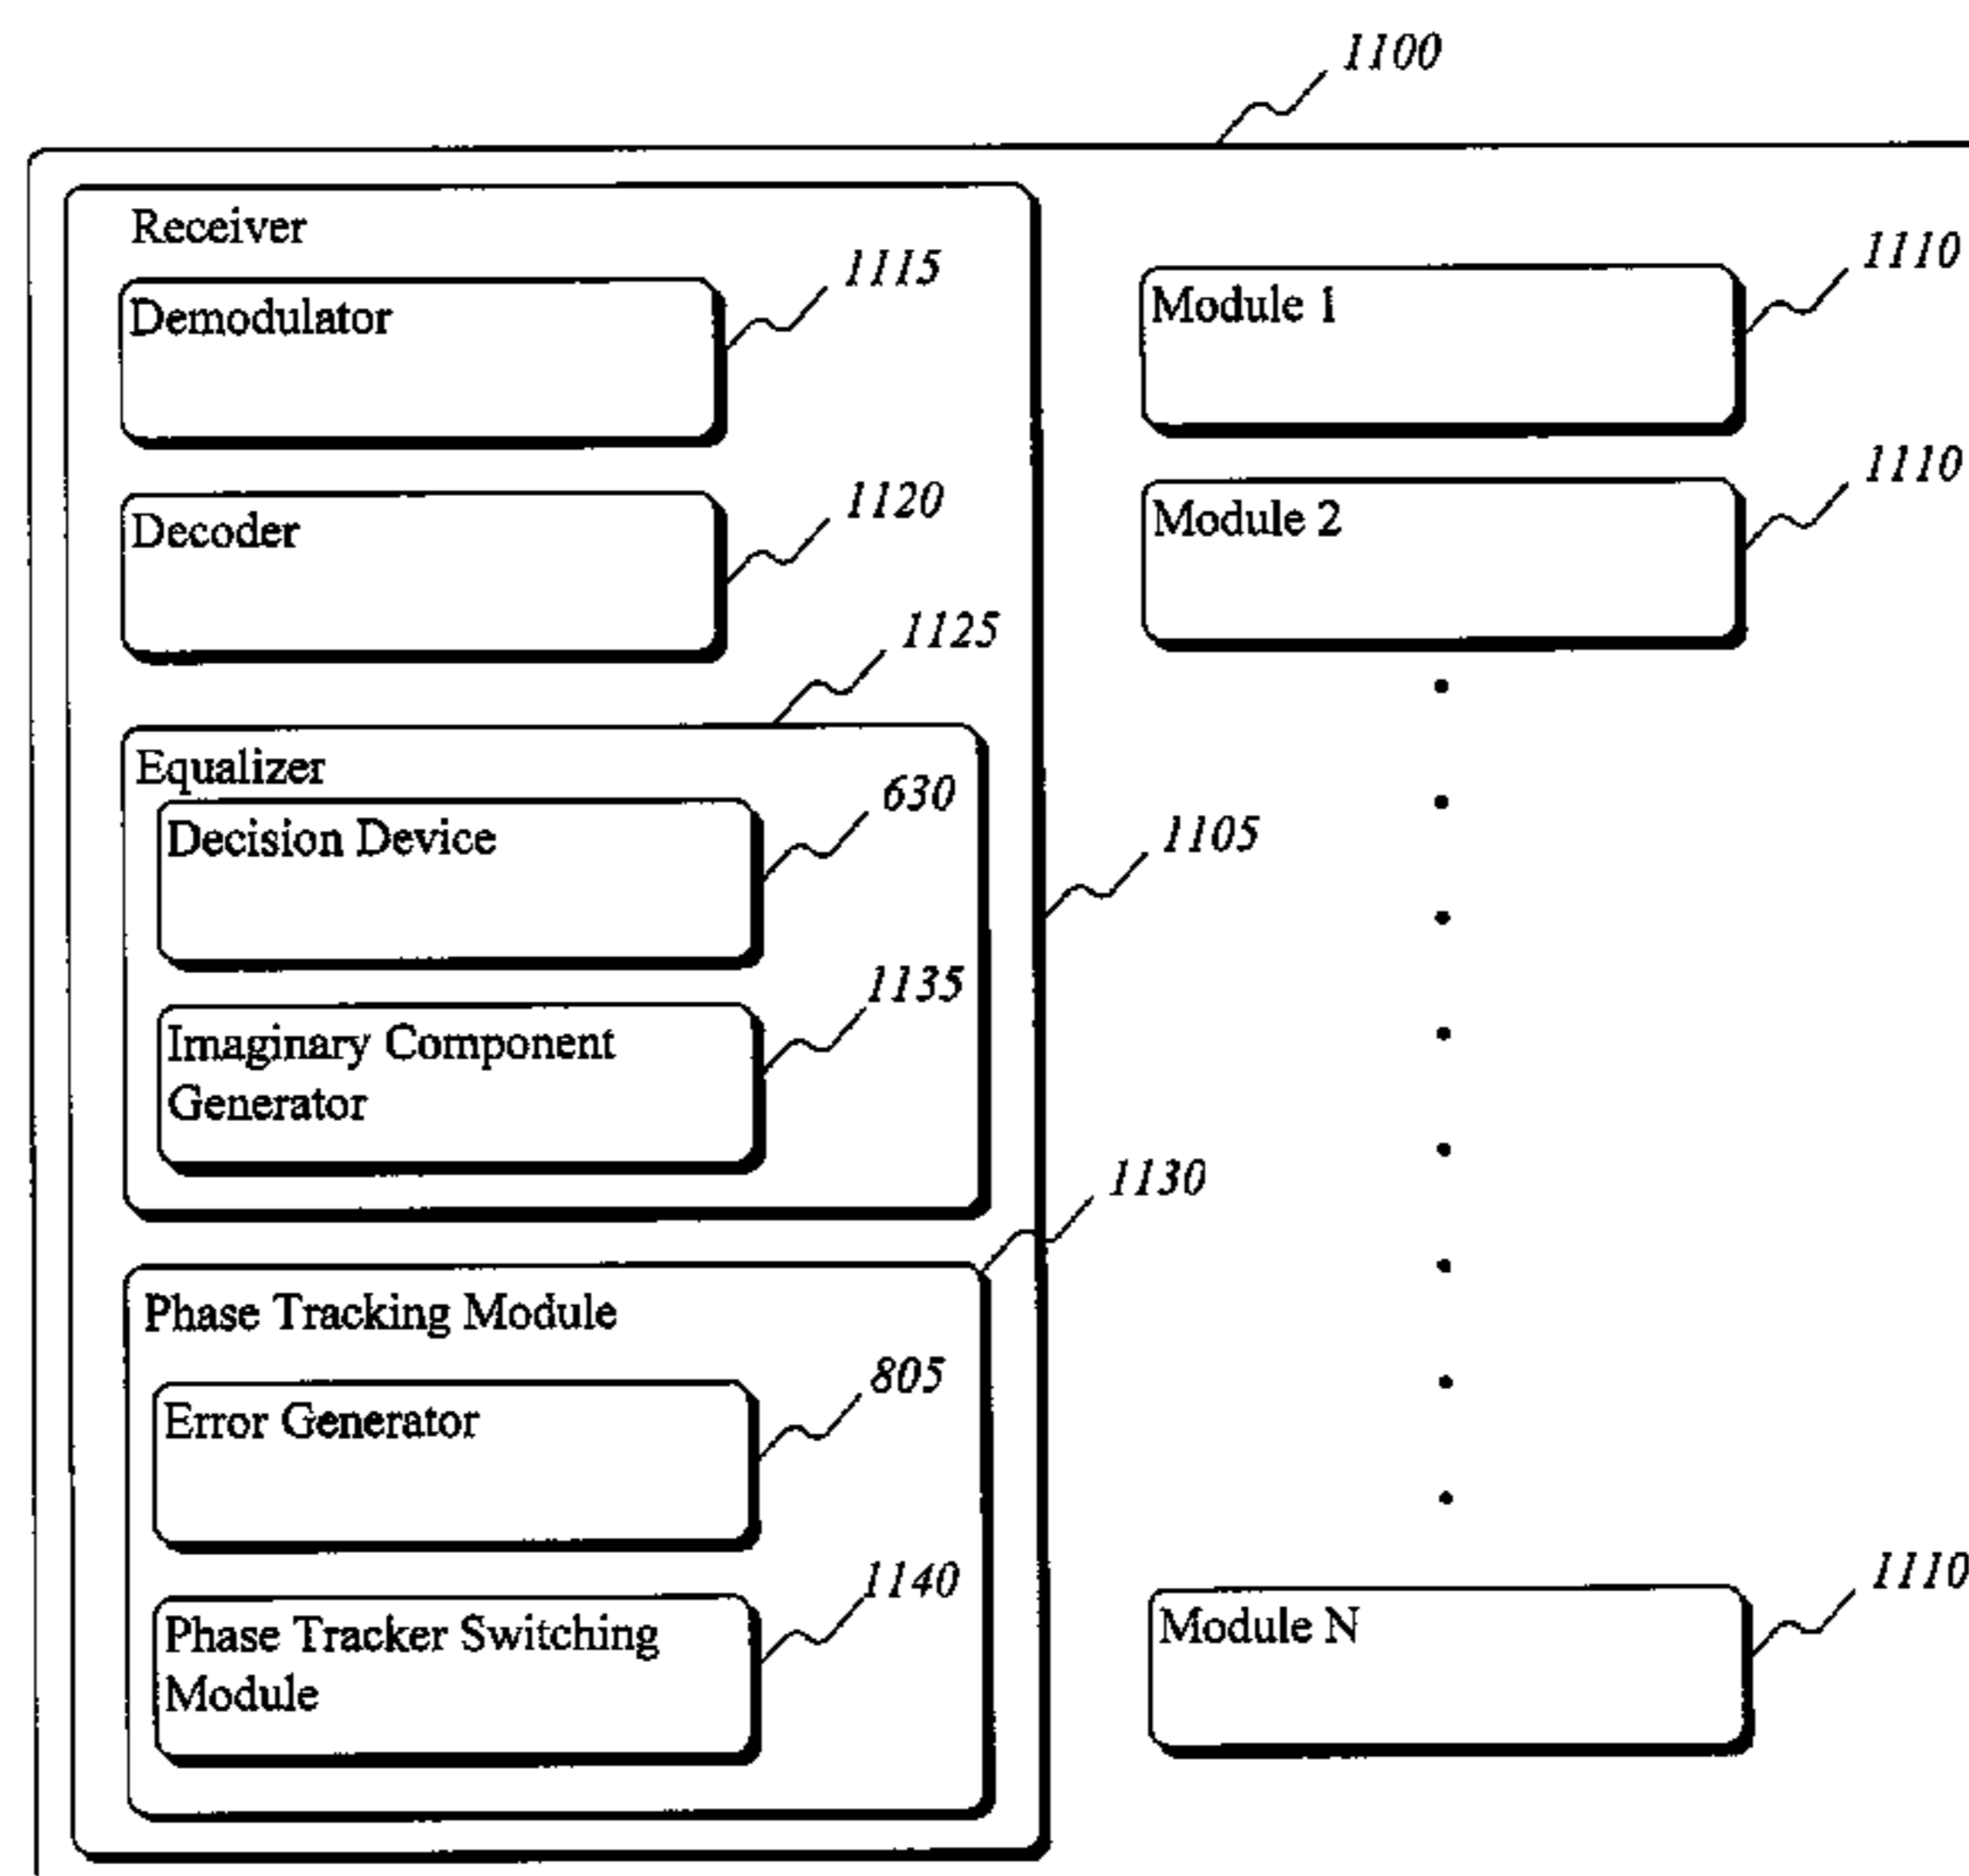 1100
Receiver
1115
Demodulator
1110
Module 1
1120
Decoder
1110
Module 2
1125
Equalizer
630
Decision Device
1105
1135
Imaginary Component
Generator
1130
Phase Tracking Module
805
Error Generator
1140
Phase Tracker Switching
Module
1110
Module N